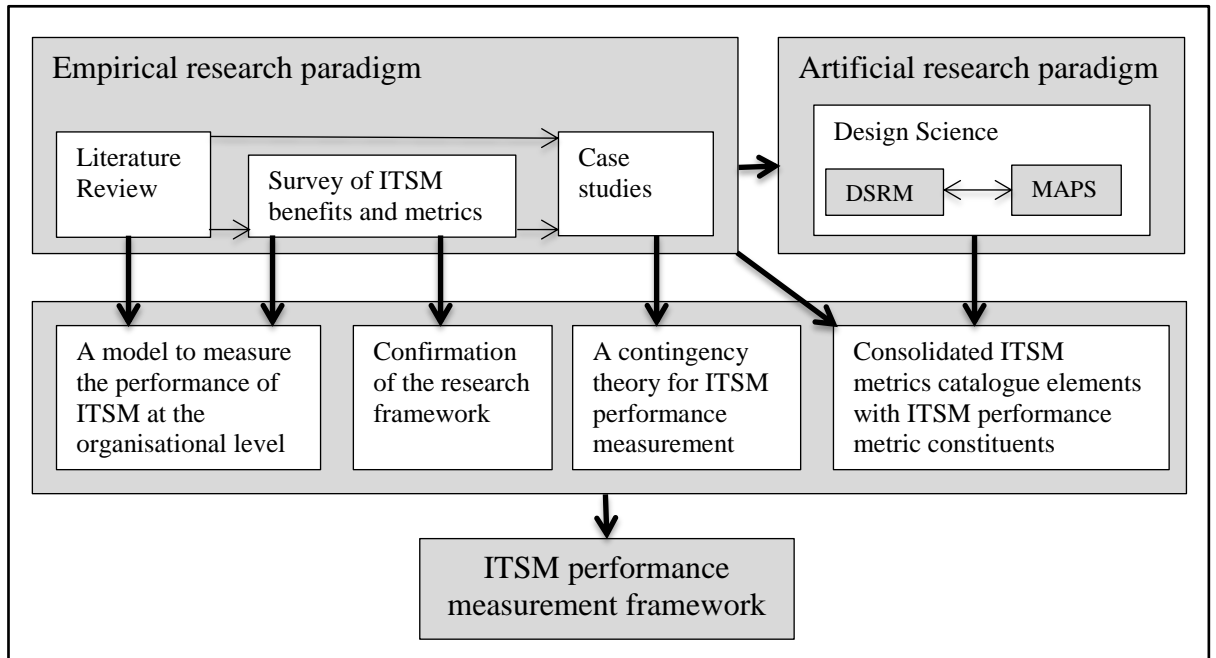 Empirical research paradigm
Literature
Review
Survey of ITSM
benefits and metrics
Case
studies
Artificial research paradigm
Design Science
DSRM
MAPS
A model to measure
the performance of
ITSM at the
organisational level
Confirmation
of the research
framework
A contingency
theory for ITSM
performance
measurement
Consolidated ITSM
metrics catalogue elements
with ITSM performance
metric constituents
ITSM performance
measurement framework